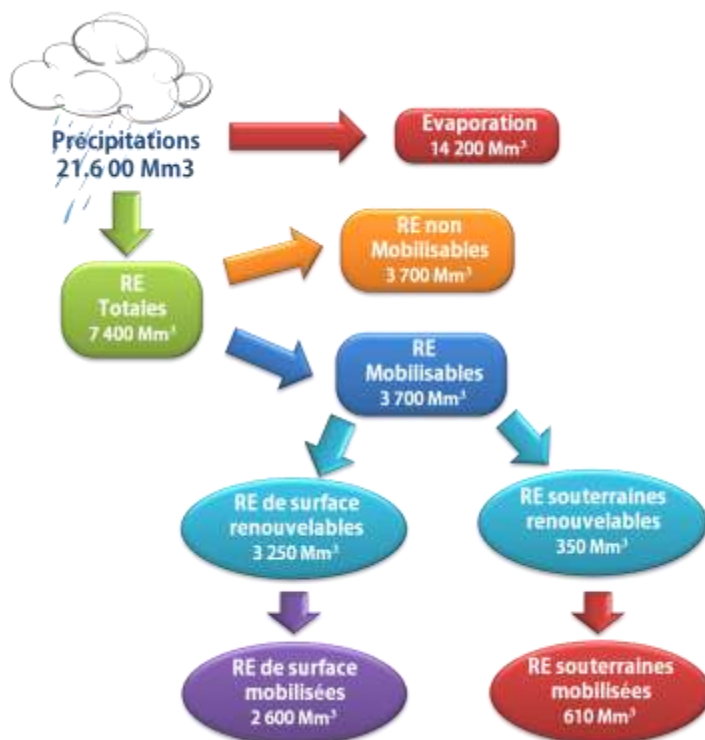 Précipitations
21.6 00 Mm3
Evaporation
14 200 Mm³
RE non
Mobilisables
3 700 Mm³
RE
Totales
7 400 Mm³
RE
Mobilisables
3 700 Mm³
RE de surface
renouvelables
3 250 Mm³
RE souterraines
renouvelables
350 Mm³
RE de surface
mobilisées
2 600 Mm³
RE souterraines
mobilisées
610 Mm³